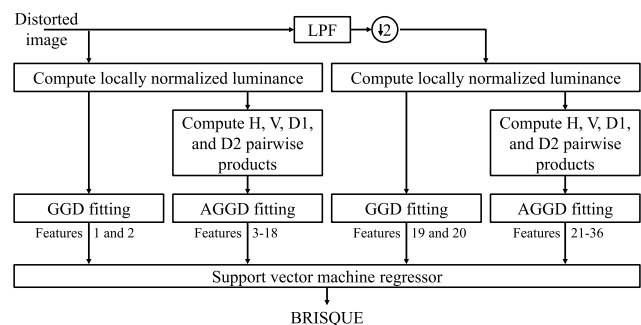 Distorted
image
LPF
↓2
Compute locally normalized luminance
Compute locally normalized luminance
Compute H, V, D1,
and D2 pairwise
products
Compute H, V, D1,
and D2 pairwise
products
GGD fitting
AGGD fitting
GGD fitting
AGGD fitting
Features 1 and 2
Features 3-18
Features 19 and 20
Features 21-36
Support vector machine regressor
BRISQUE